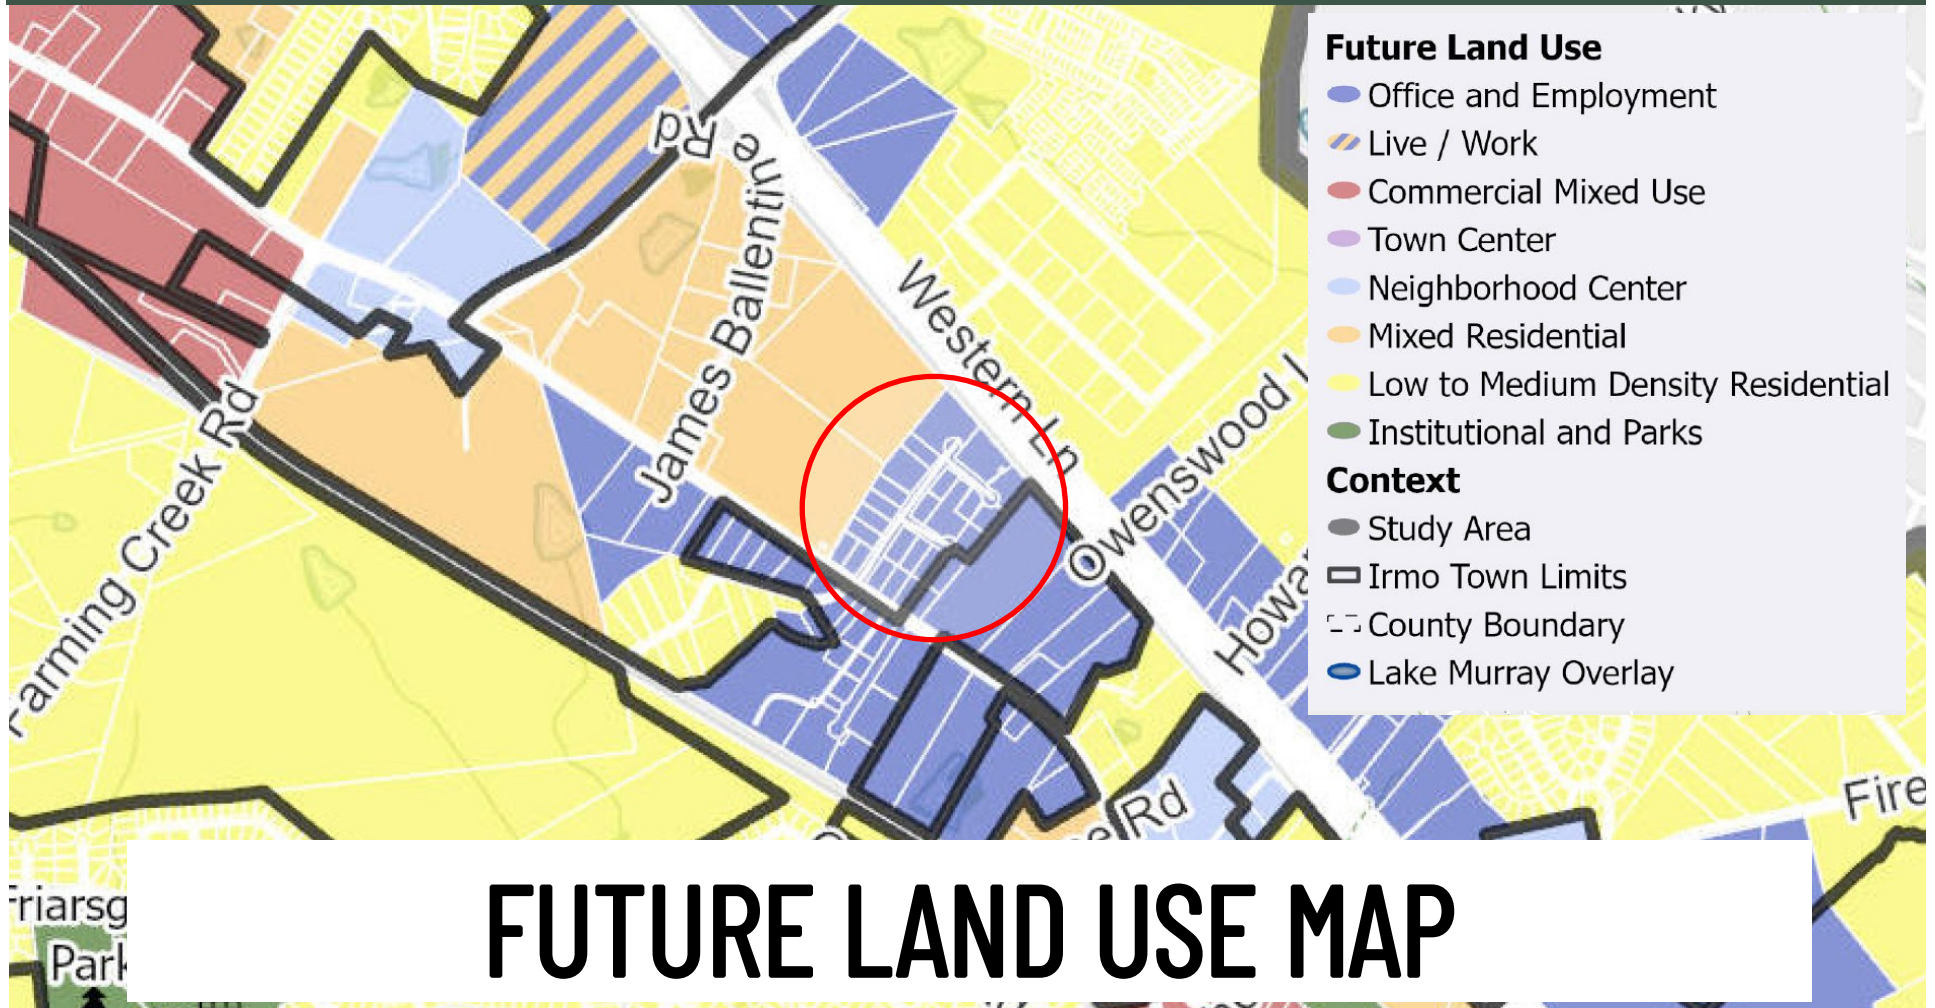 Future Land Use
Office and Employment
Live / Work
Commercial Mixed Use
Town Center
Neighborhood Center
Mixed Residential
Low to Medium Density Residential
Institutional and Parks
Context
Study Area
Irmo Town Limits
County Boundary
Lake Murray Overlay
James Ballentine Rd
Western Ln
Owenswood
Farming Creek Rd
Howar
Rd
Fire
Friarsg
Park
FUTURE LAND USE MAP